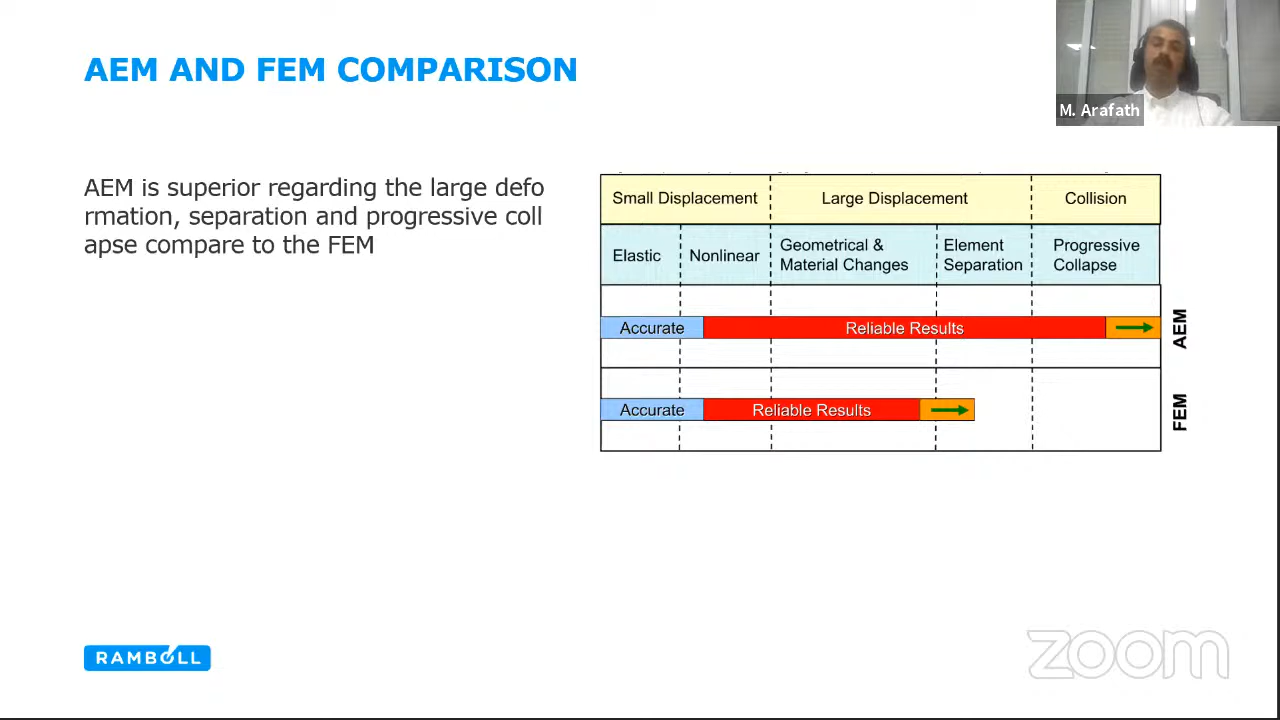 AEM AND FEM COMPARISON
M. Arafath
AEM is superior regarding the large defo
rmation, separation and progressive coll
apse compare to the FEM
Small Displacement Large Displacement Collision
Elastic Nonlinear Geometrical & Material Changes Element Separation Progressive Collapse
Accurate Reliable Results AEM
Accurate Reliable Results FEM
RAMBOLL
zoom